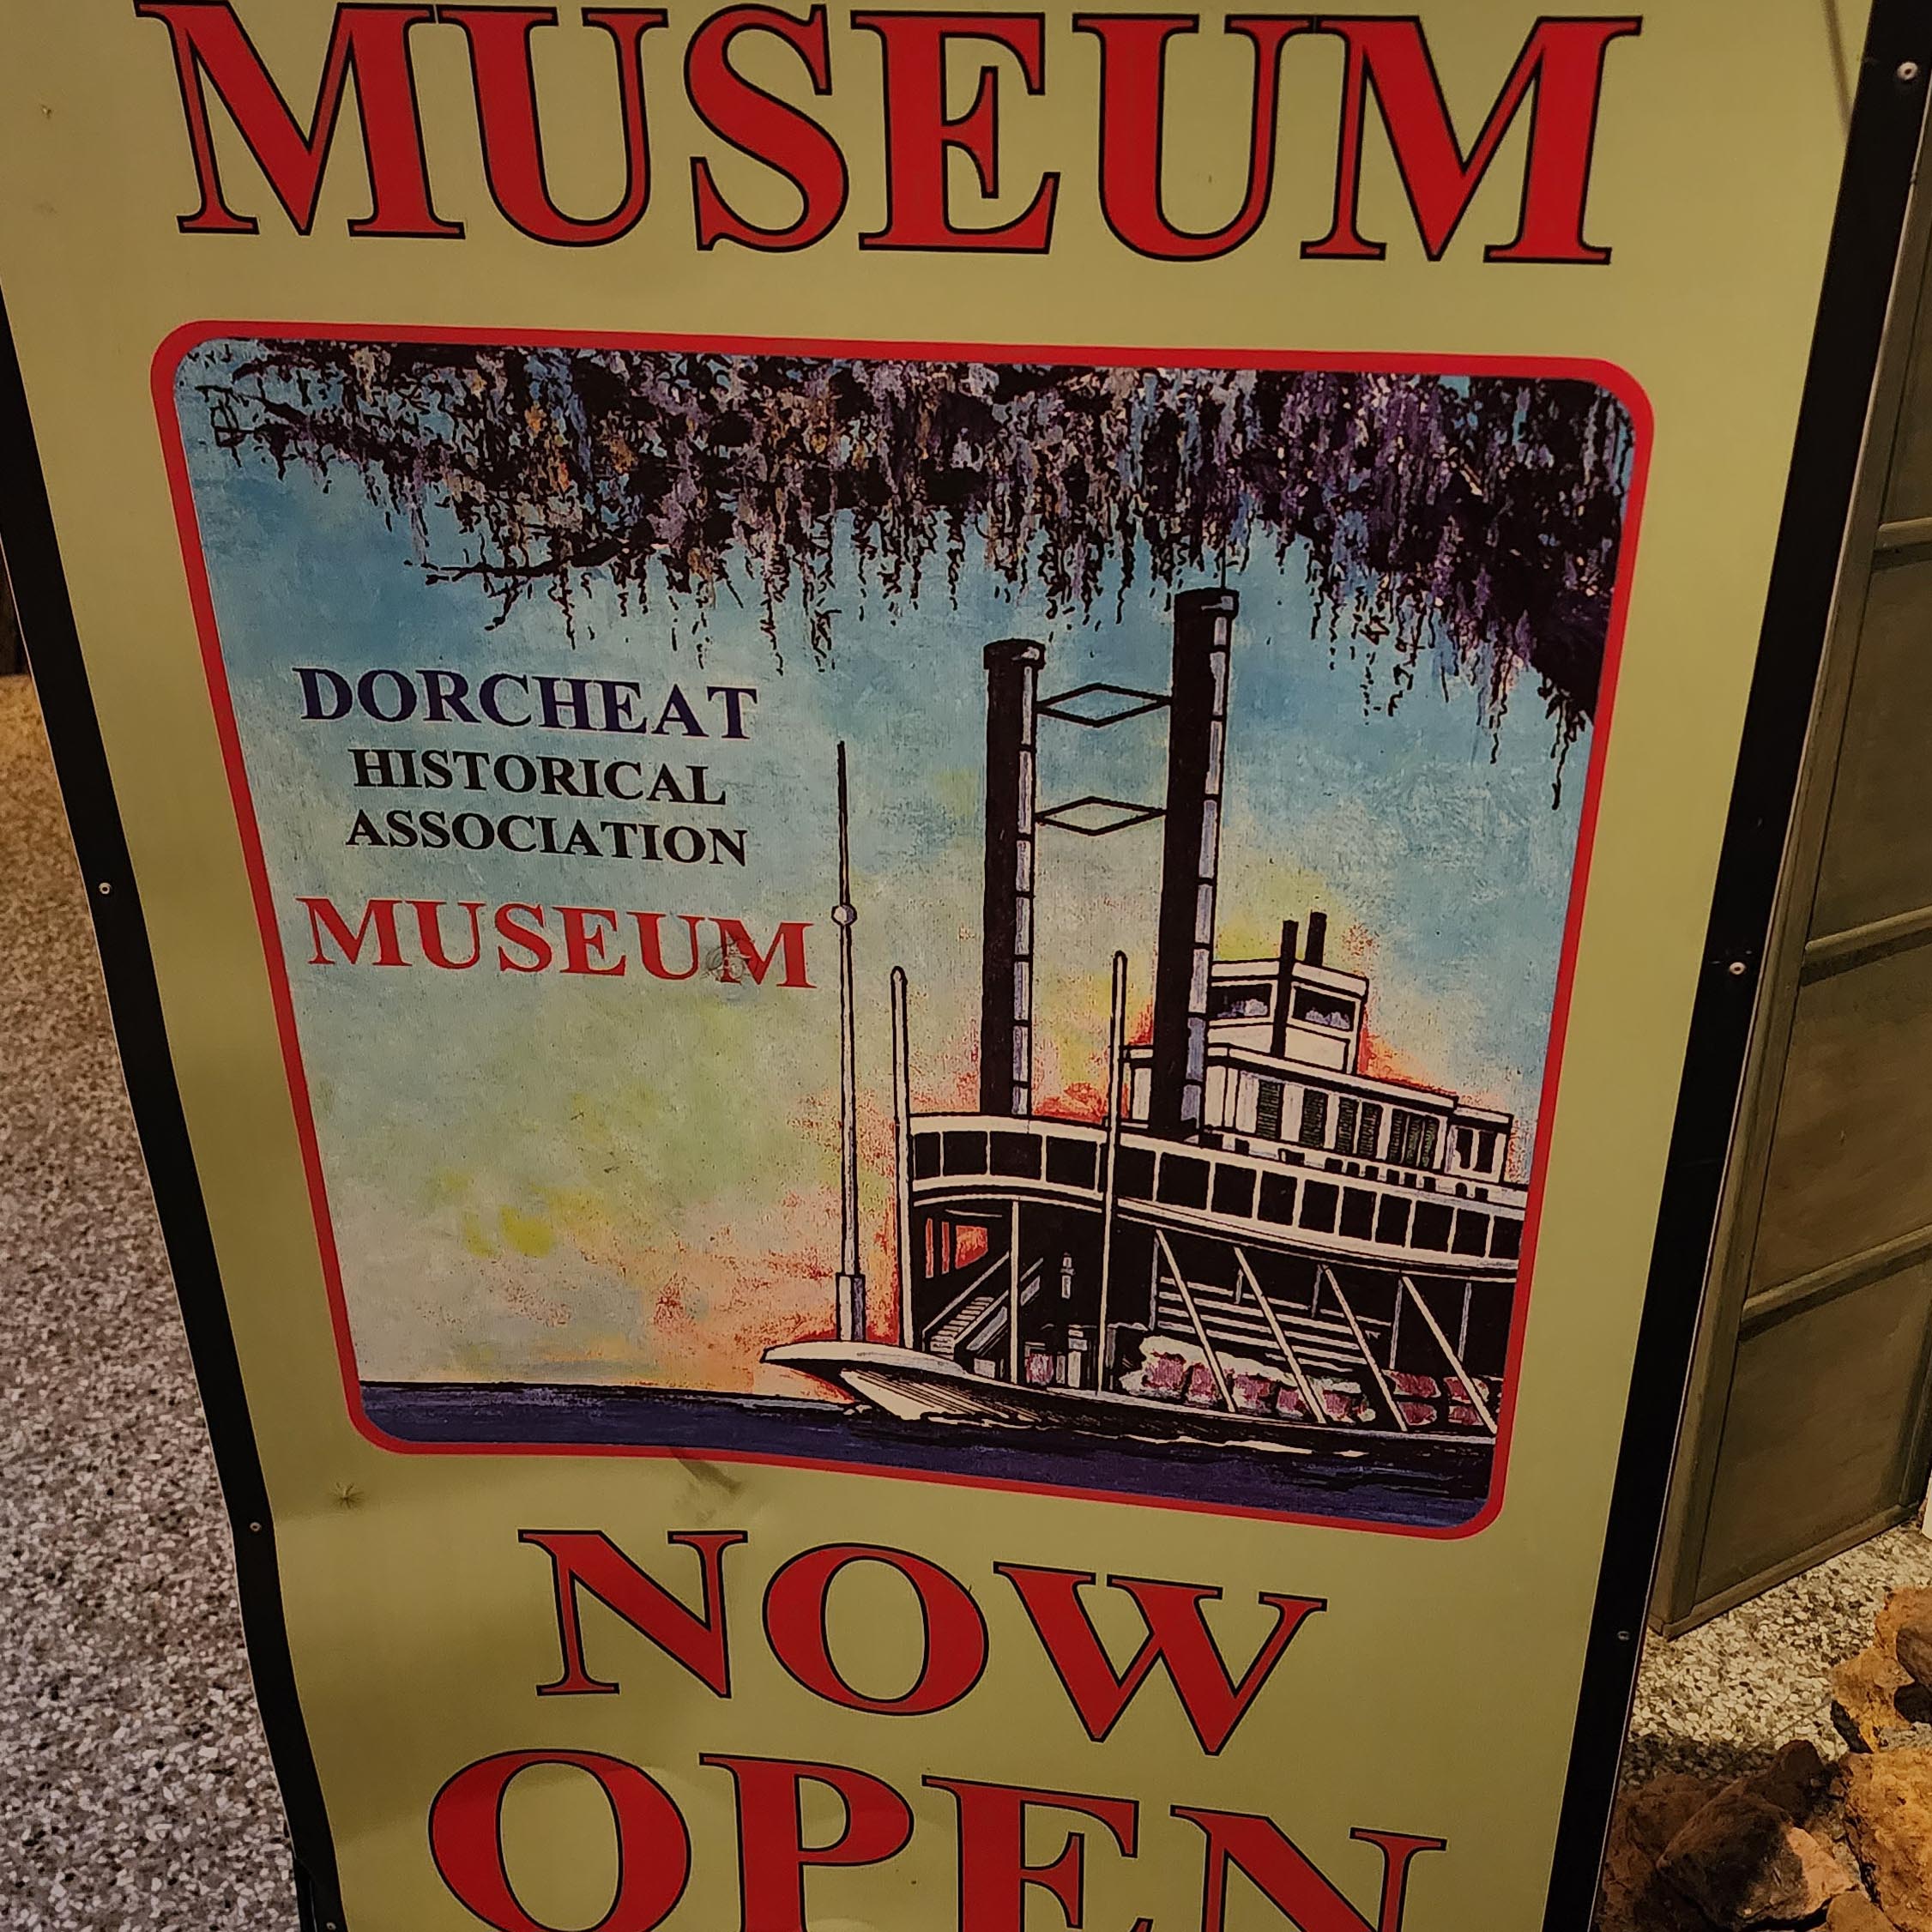 MUSEUM
DORCHEAT
HISTORICAL
ASSOCIATION
MUSEUM
NOW
OPEN